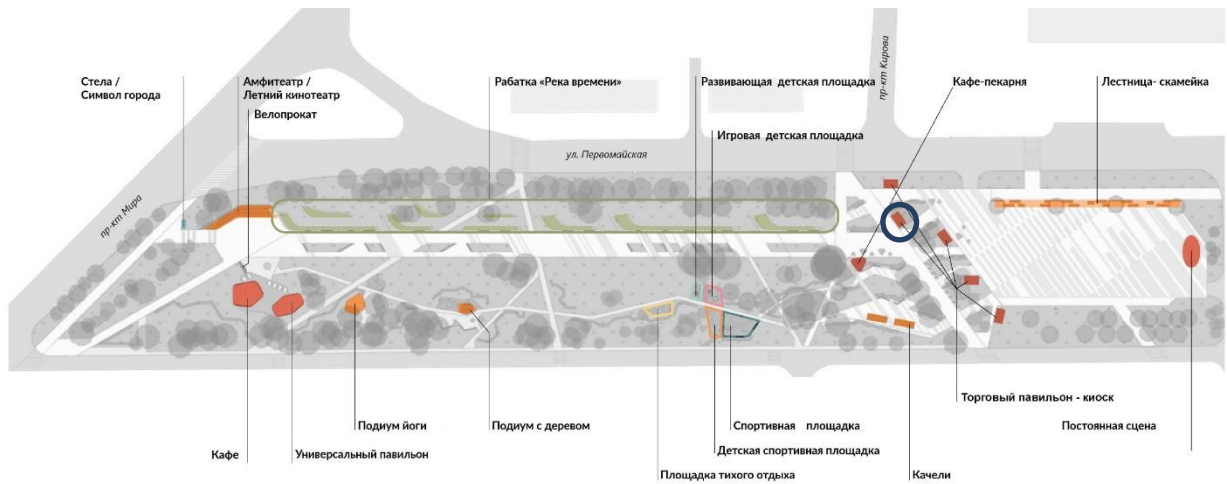 Стела /
Символ города
Амфитеатр /
Летний кинотеатр
Велопрокат
Рабатка «Река времени»
Развивающая детская площадка
Игровая детская площадка
пр-кт Кирова
Кафе-пекарня
Лестница- скамейка
ул. Первомайская
пр-кт Мира
Торговый павильон - киоск
Подиум йоги
Подиум с деревом
Спортивная площадка
Постоянная сцена
Кафе
Универсальный павильон
Детская спортивная площадка
Площадка тихого отдыха
Качели